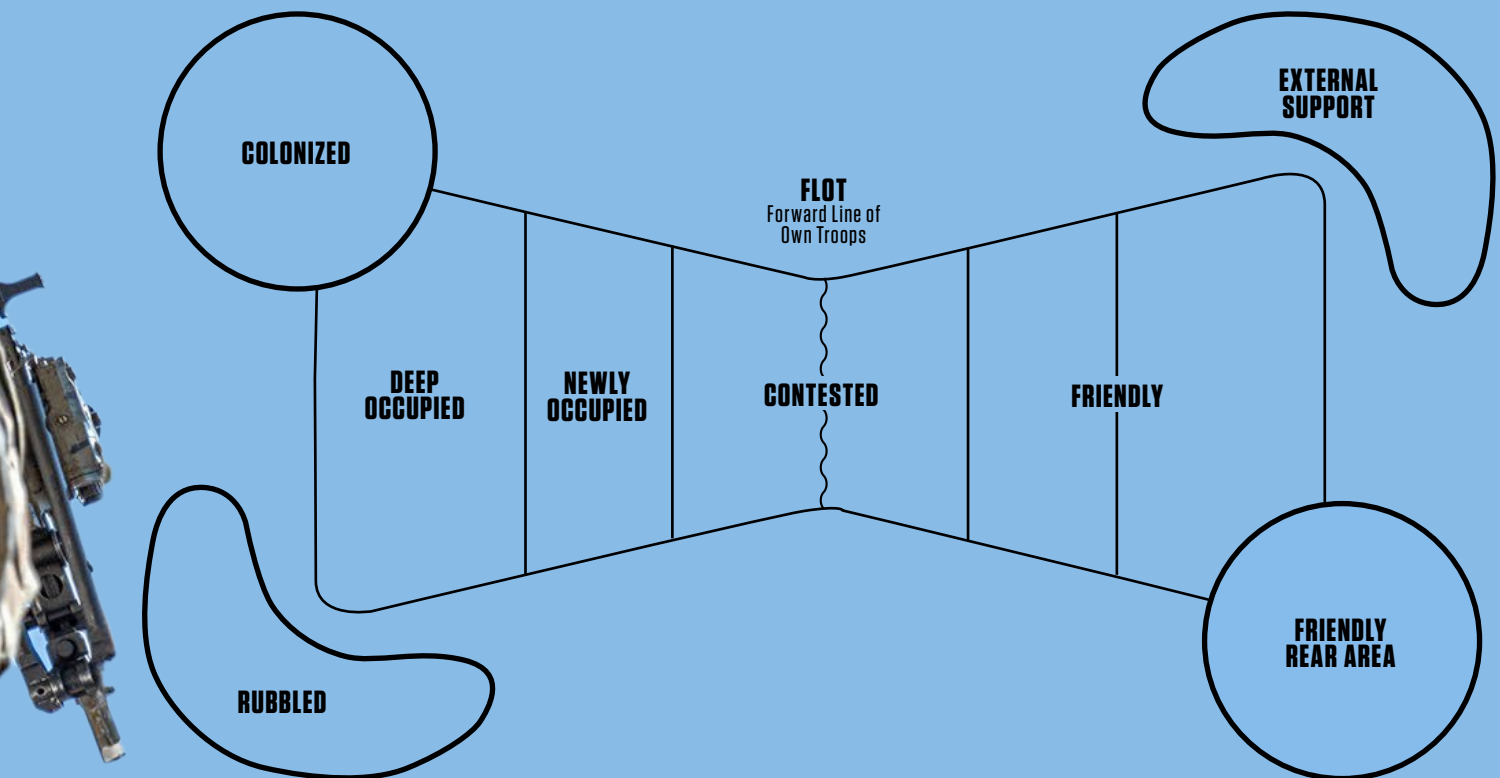 COLONIZED
EXTERNAL
SUPPORT
FLOT
Forward Line of
Own Troops
DEEP
OCCUPIED
NEWLY
OCCUPIED
CONTESTED
FRIENDLY
FRIENDLY
REAR AREA
RUBBLED